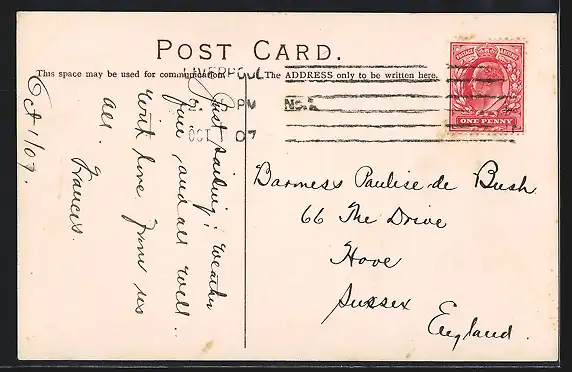 POST CARD.
This space may be used for communication.
The ADDRESS only to be written here.
LIVERPOOL
PM
No.
OCT 07
ONE PENNY
Oct 1/07.
Just sailing; weather
fine, and all well..
With love from us
all.
Frances.
Baroness Paulise de Bush
66 The Drive
Hove
Sussex
England.